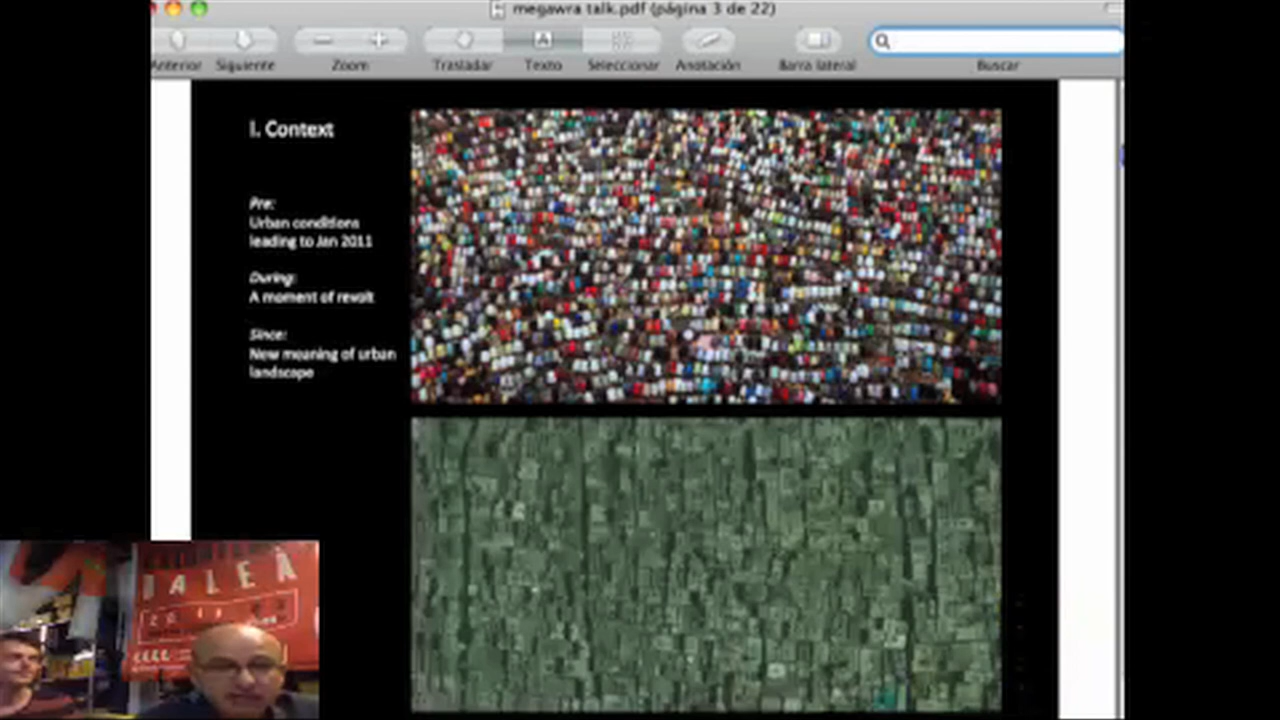 megawra talk.pdf (página 3 de 22)
Anterior Siguiente Zoom Trasladar Texto Seleccionar Anotación Barra lateral Buscar
I. Context
Pre:
Urban conditions
leading to Jan 2011
During:
A moment of revolt
Since:
New meaning of urban
landscape